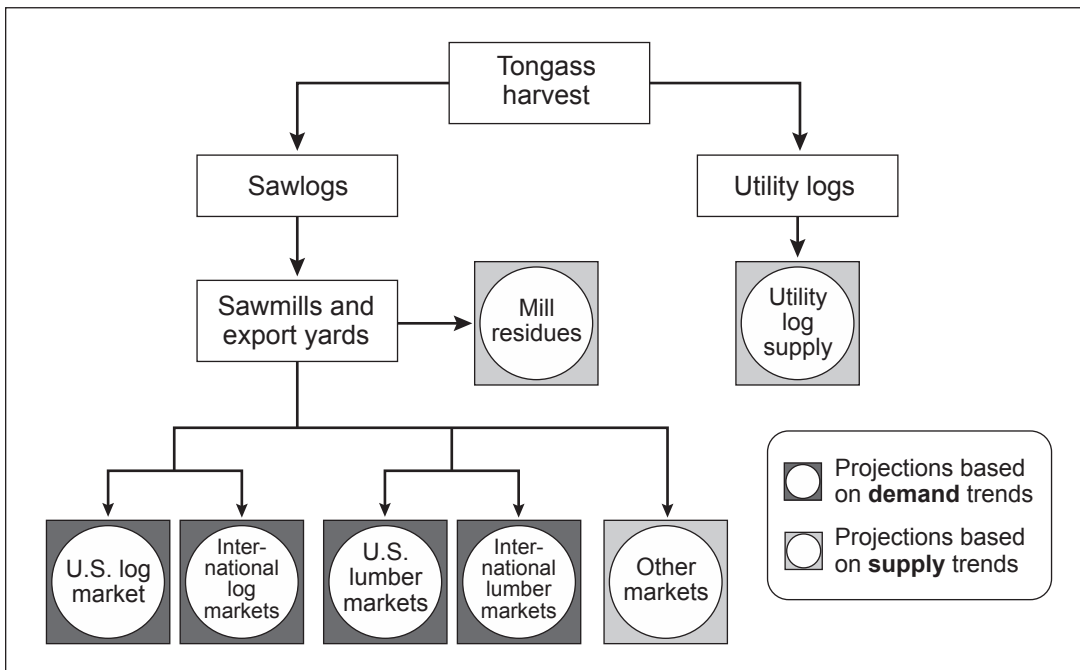 Tongass
harvest
Sawlogs
Utility logs
Sawmills and
export yards
Mill
residues
Utility
log
supply
Projections based
on demand trends
Projections based
on supply trends
U.S. log
market
Inter-
national
log
markets
U.S.
lumber
markets
Inter-
national
lumber
markets
Other
markets